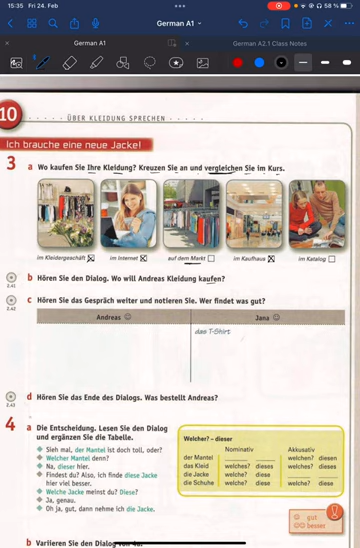 15:35 Fri 24. Feb
58 %
German A1
German A1
German A2.1 Class Notes
10
ÜBER KLEIDUNG SPRECHEN
Ich brauche eine neue Jacke!
3 a Wo kaufen Sie Ihre Kleidung? Kreuzen Sie an und vergleichen Sie im Kurs.
im Kleidergeschäft im Internet auf dem Markt im Kaufhaus im Katalog
2.41 b Hören Sie den Dialog. Wo will Andreas Kleidung kaufen?
2.42 c Hören Sie das Gespräch weiter und notieren Sie. Wer findet was gut?
Andreas Jana
das T-Shirt
2.43 d Hören Sie das Ende des Dialogs. Was bestellt Andreas?
4 a Die Entscheidung. Lesen Sie den Dialog
und ergänzen Sie die Tabelle.
Sieh mal, der Mantel ist doch toll, oder?
Welcher Mantel denn?
Na, dieser hier.
Findest du? Also, ich finde diese Jacke
hier viel besser.
Welche Jacke meinst du? Diese?
Ja, genau.
Oh ja, gut, dann nehme ich die Jacke.
Welcher? – dieser
Nominativ Akkusativ
der Mantel welchen? diesen
das Kleid welches? dieses welches? dieses
die Jacke welche? diese
die Schuhe welche? diese welche? diese
gut
besser
b Variieren Sie den Dialog von 4a.